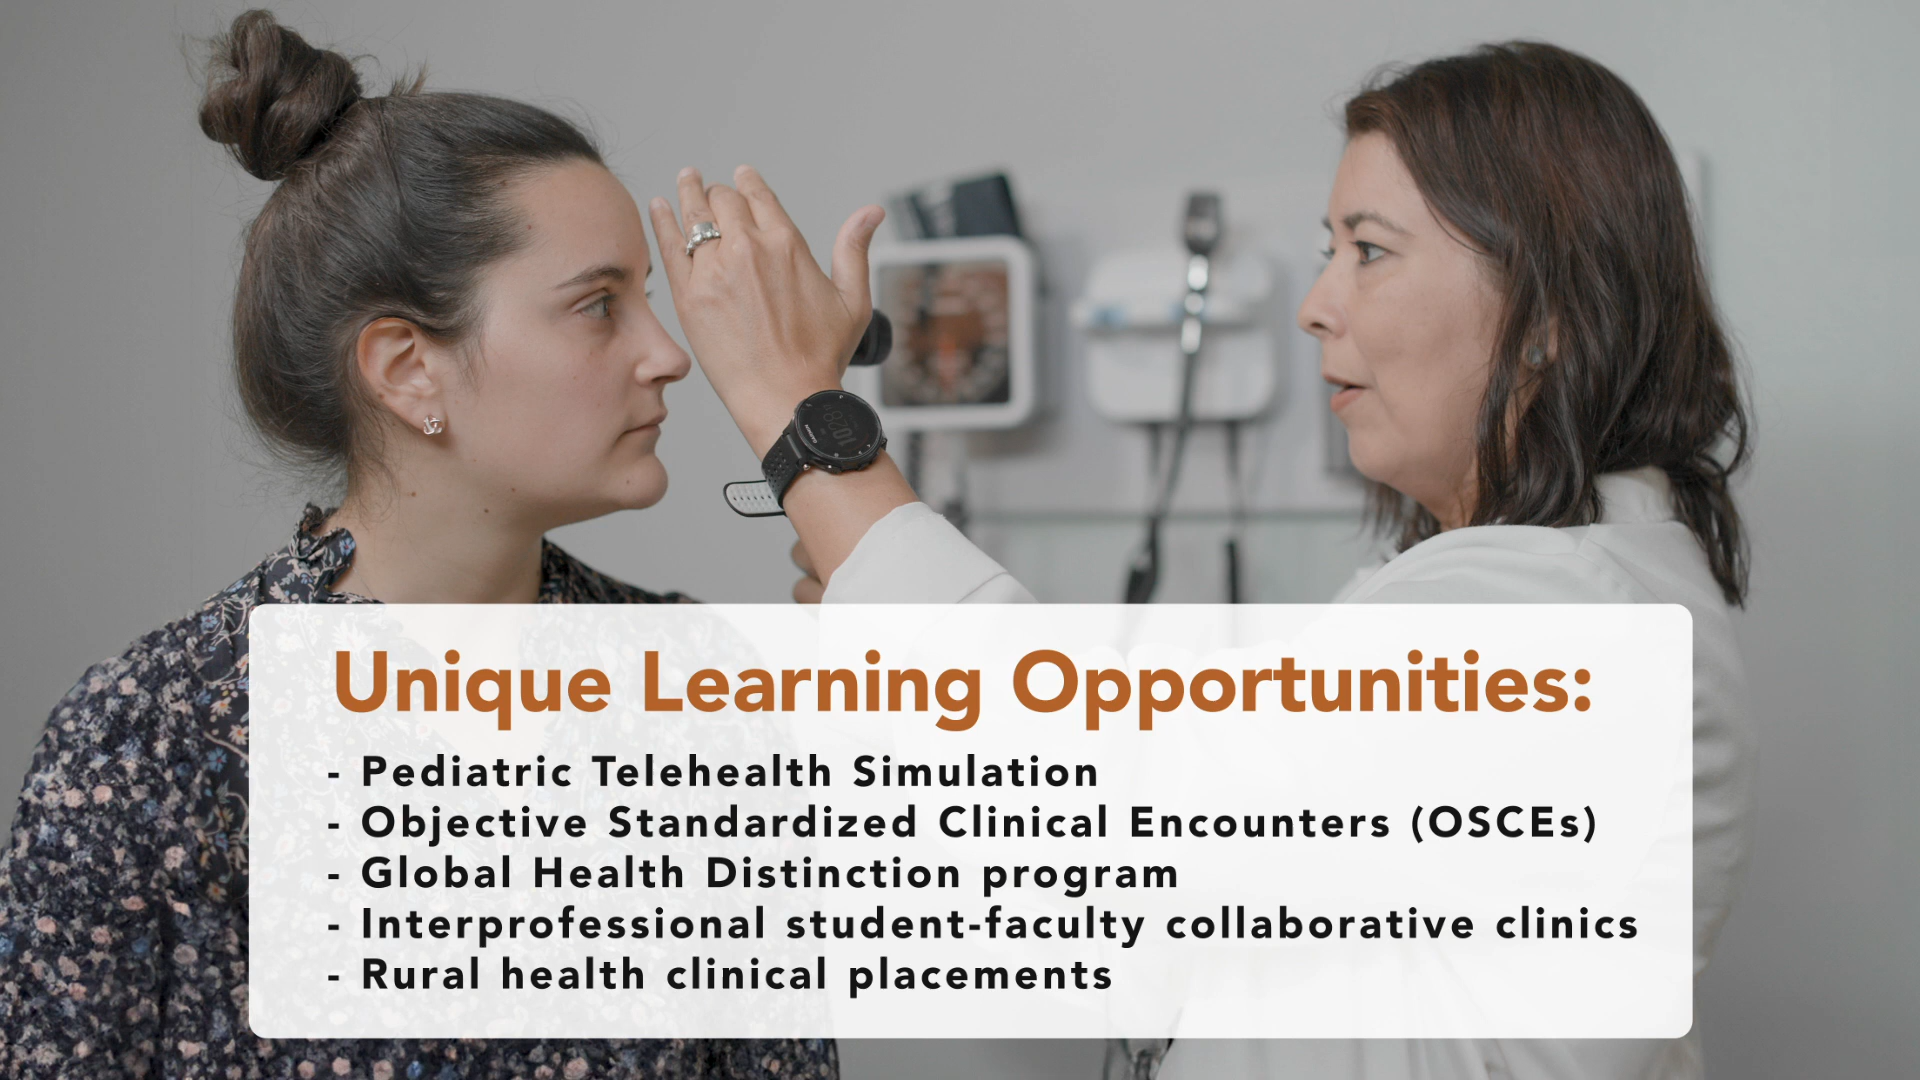 Unique Learning Opportunities:
- Pediatric Telehealth Simulation
- Objective Standardized Clinical Encounters (OSCEs)
- Global Health Distinction program
- Interprofessional student-faculty collaborative clinics
- Rural health clinical placements